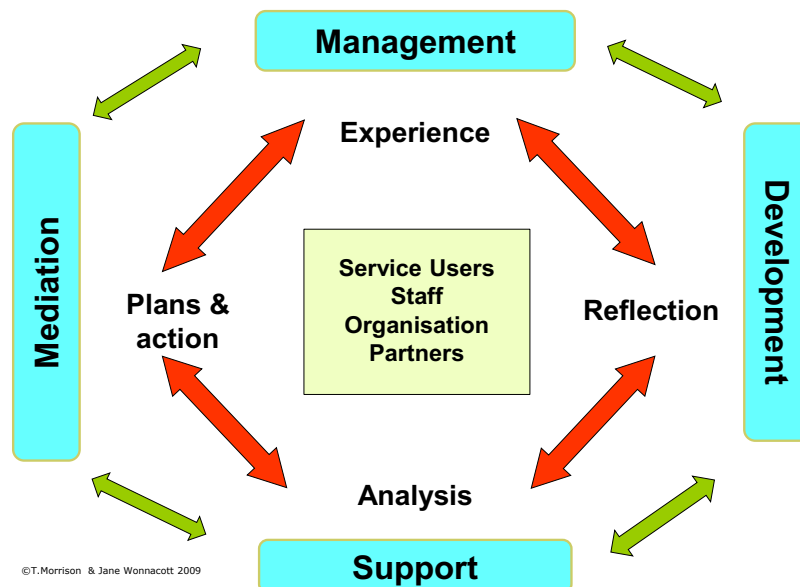 Management
Experience
Mediation
Development
Service Users
Staff
Organisation
Partners
Plans &
action
Reflection
Analysis
Support
©T.Morrison & Jane Wonnacott 2009